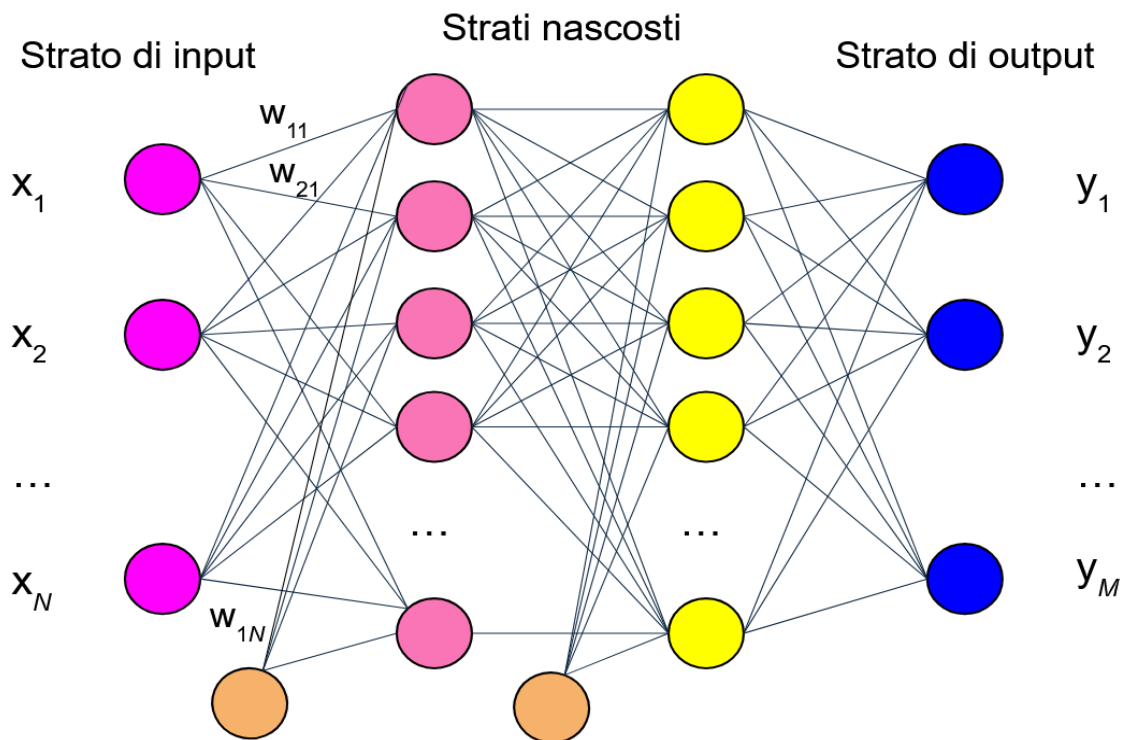 Strati nascosti
Strato di input
Strato di output
w11
w21
x1
y1
x2
y2
...
...
...
...
xN
yM
w1N